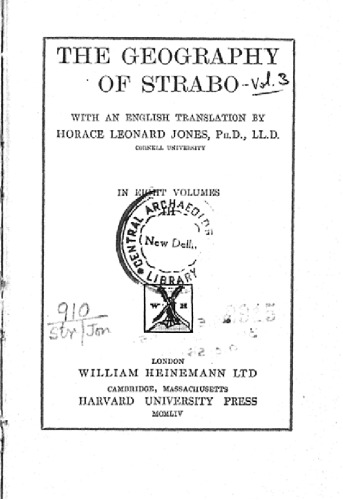 THE GEOGRAPHY
OF STRABO - Vol. 3
WITH AN ENGLISH TRANSLATION BY
HORACE LEONARD JONES, PH.D., LL.D.
CORNELL UNIVERSITY
IN EIGHT VOLUMES
III
CENTRAL ARCHAEOLOG
New Delhi
LIBRARY
W H
910
Str/Jon
LONDON
WILLIAM HEINEMANN LTD
CAMBRIDGE, MASSACHUSETTS
HARVARD UNIVERSITY PRESS
MCMLIV